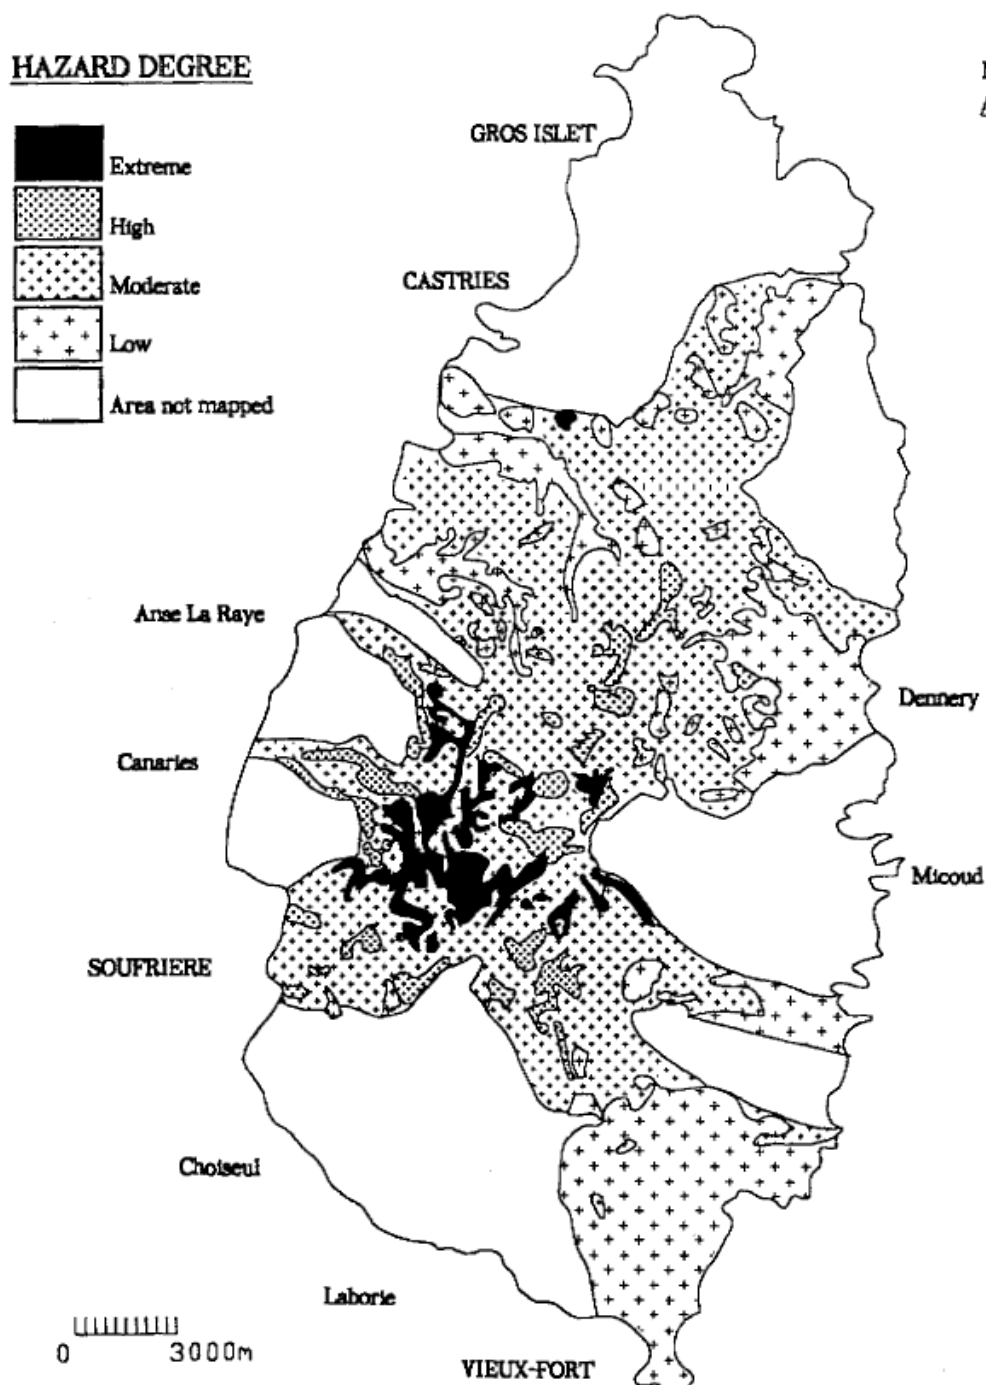 HAZARD DEGREE
Extreme
High
Moderate
Low
Area not mapped
GROS ISLET
CASTRIES
Anse La Raye
Dennery
Canaries
Micoud
SOUFRIERE
Choiseul
Laborie
0 3000m
VIEUX-FORT